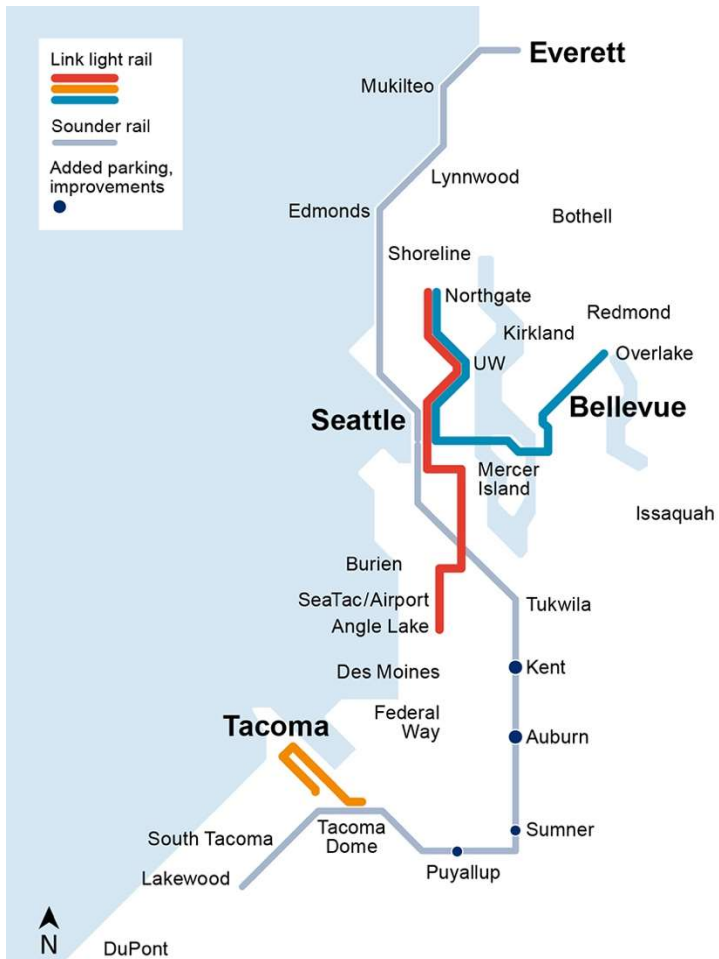 Link light rail
Sounder rail
Added parking,
improvements
Everett
Mukilteo
Lynnwood
Edmonds
Bothell
Shoreline
Northgate
Redmond
Kirkland
Overlake
UW
Bellevue
Seattle
Mercer
Island
Issaquah
Burien
SeaTac/Airport
Tukwila
Angle Lake
Kent
Des Moines
Federal
Way
Tacoma
Auburn
South Tacoma
Tacoma
Dome
Sumner
Puyallup
Lakewood
N
DuPont